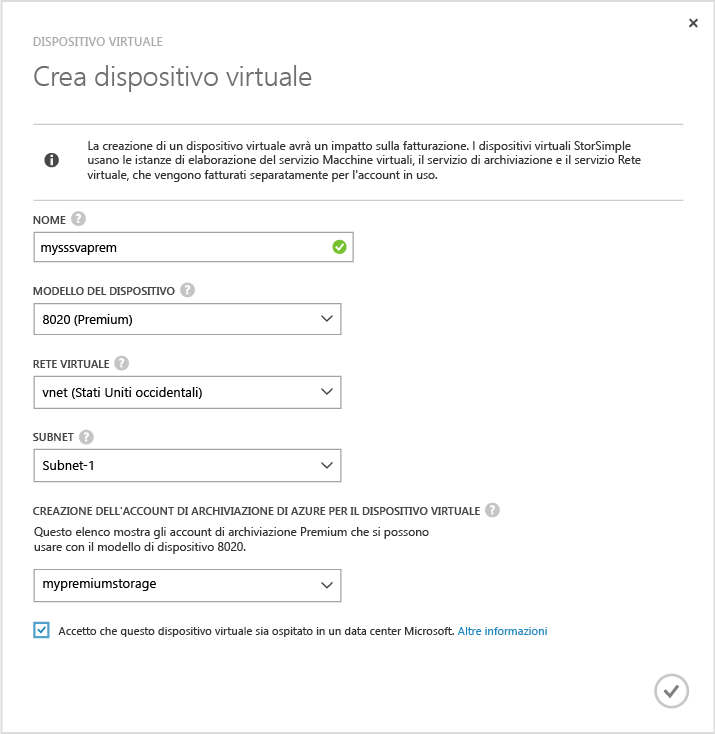 DISPOSITIVO VIRTUALE
Crea dispositivo virtuale
La creazione di un dispositivo virtuale avrà un impatto sulla fatturazione. I dispositivi virtuali StorSimple
usano le istanze di elaborazione del servizio Macchine virtuali, il servizio di archiviazione e il servizio Rete
virtuale, che vengono fatturati separatamente per l'account in uso.
NOME ?
mysssvaprem
MODELLO DEL DISPOSITIVO ?
8020 (Premium)
RETE VIRTUALE ?
vnet (Stati Uniti occidentali)
SUBNET ?
Subnet-1
CREAZIONE DELL'ACCOUNT DI ARCHIVIAZIONE DI AZURE PER IL DISPOSITIVO VIRTUALE ?
Questo elenco mostra gli account di archiviazione Premium che si possono
usare con il modello di dispositivo 8020.
mypremiumstorage
Accetto che questo dispositivo virtuale sia ospitato in un data center Microsoft. Altre informazioni